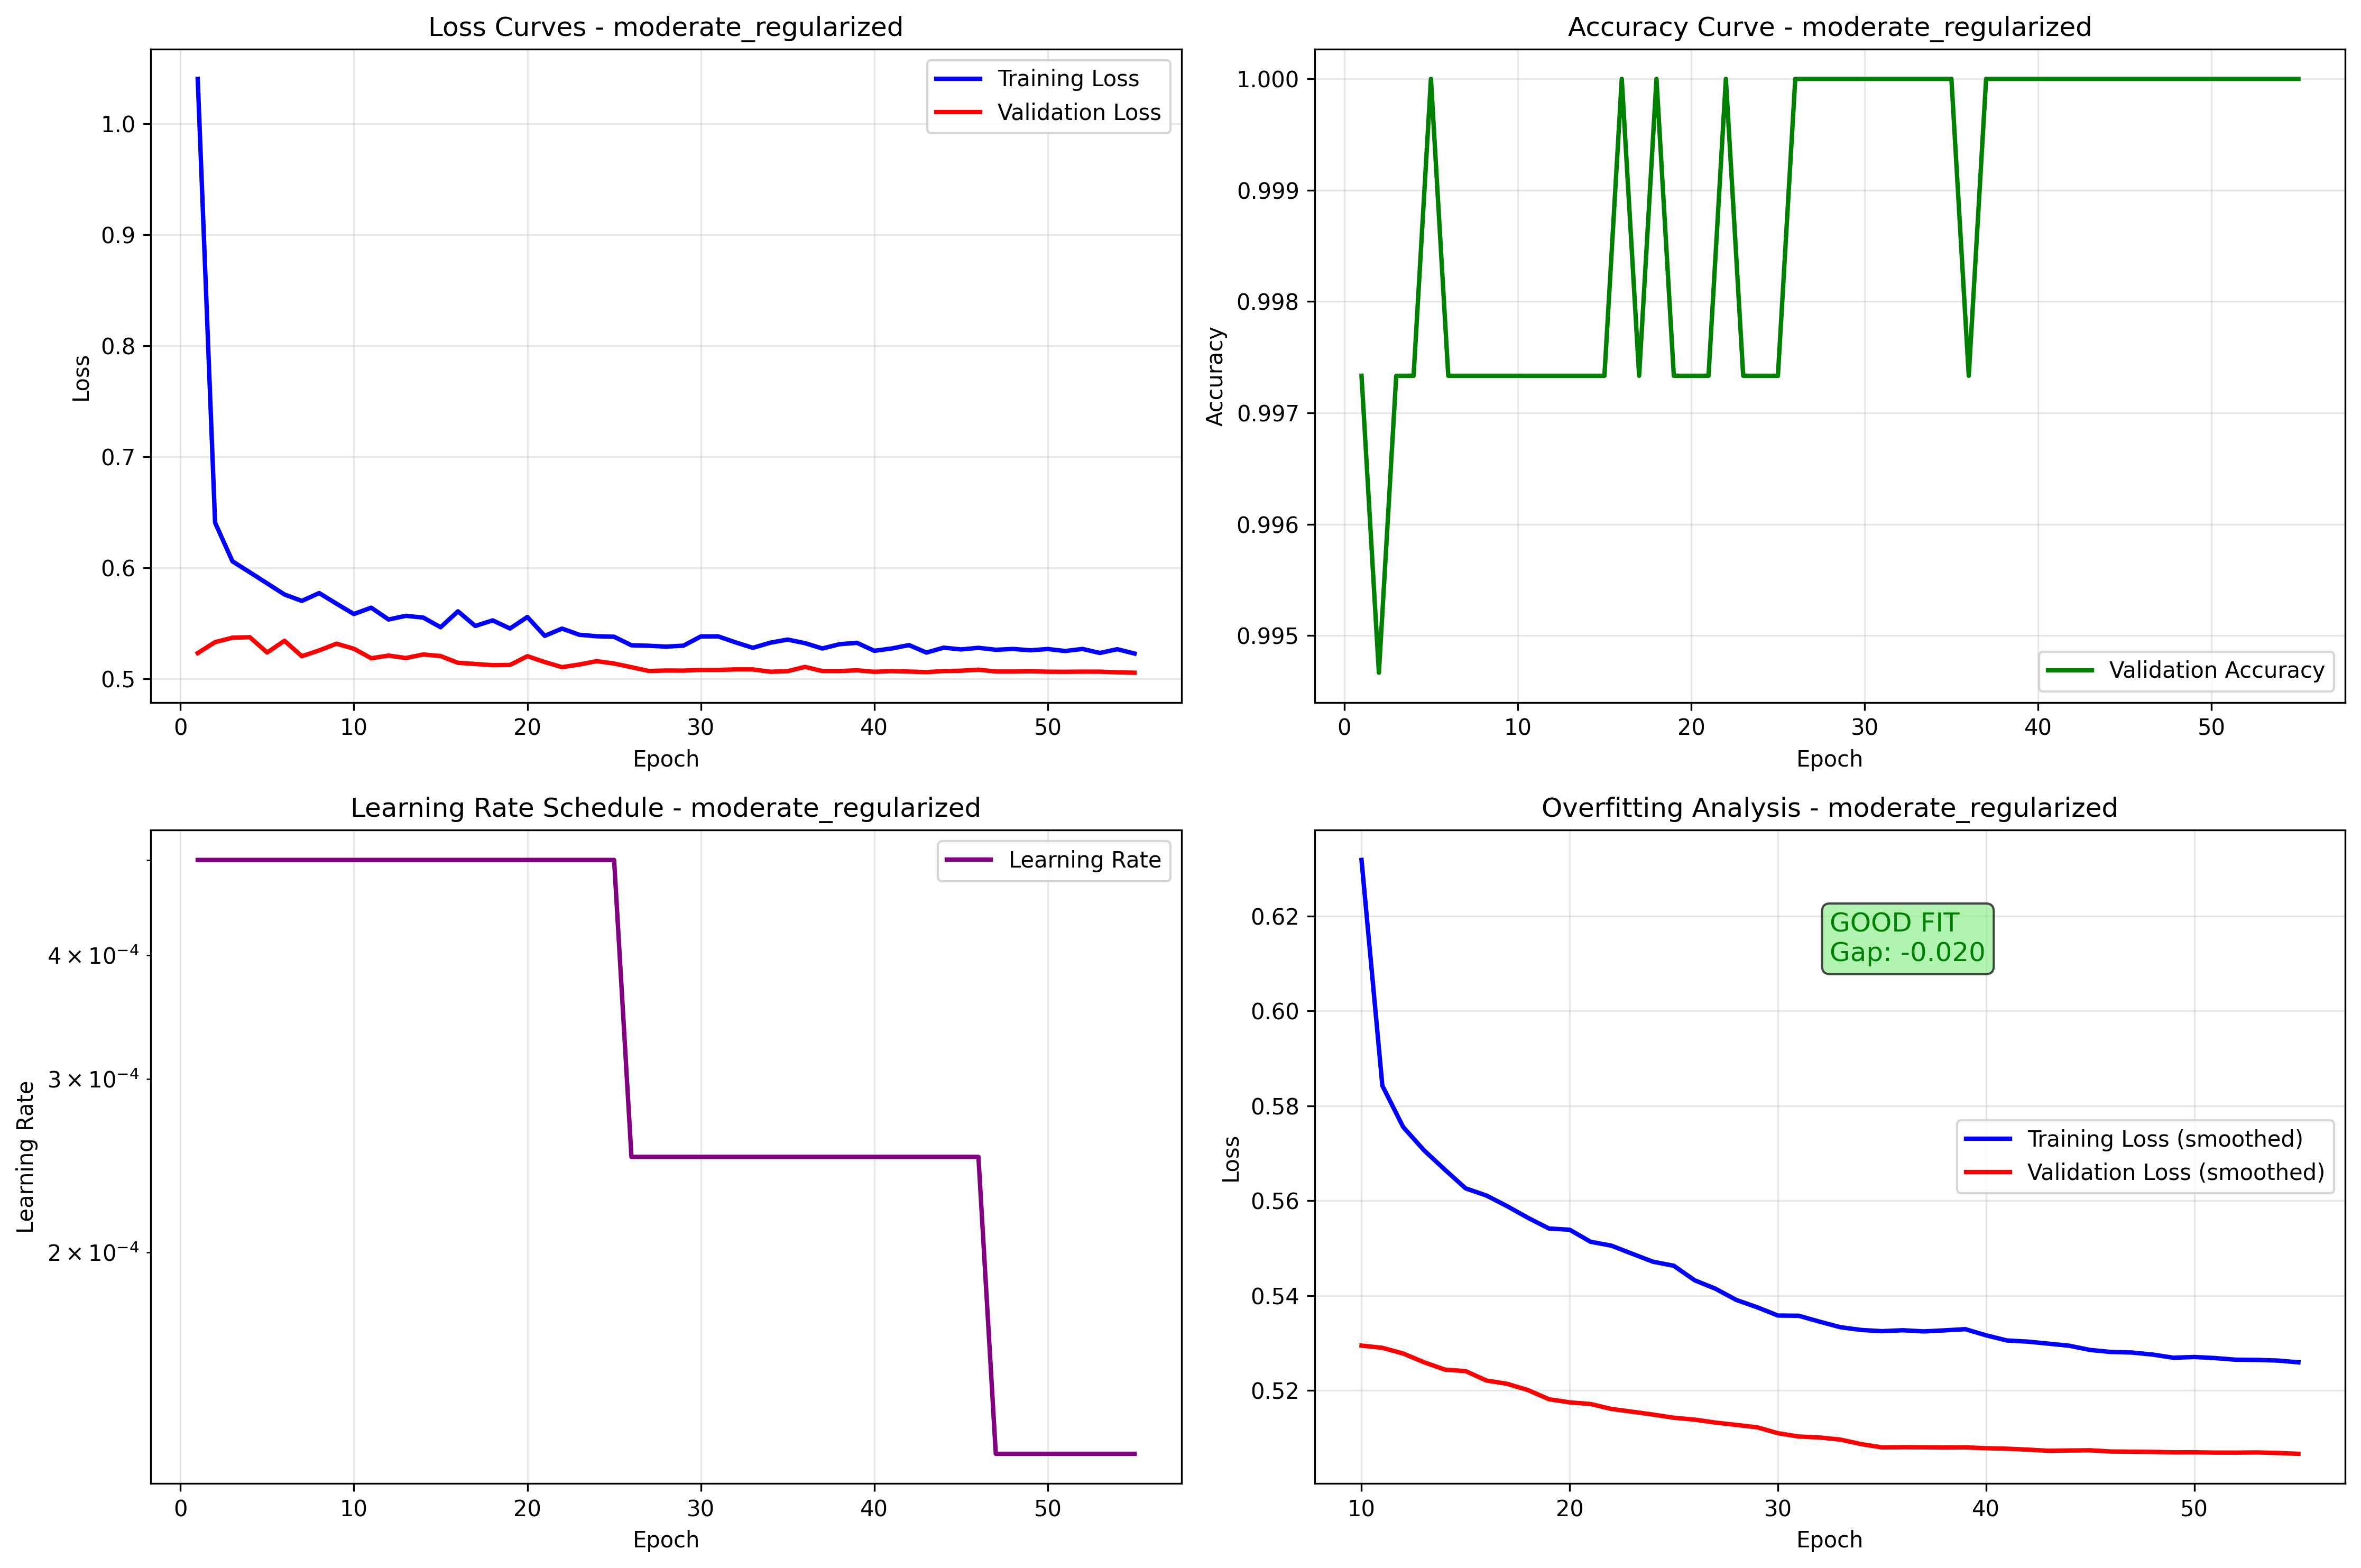 Loss Curves - moderate_regularized
Training Loss
Validation Loss
1.0
0.9
0.8
0.7
0.6
0.5
Loss
0 10 20 30 40 50
Epoch
Accuracy Curve - moderate_regularized
1.000
0.999
0.998
0.997
0.996
0.995
Accuracy
Validation Accuracy
0 10 20 30 40 50
Epoch
Learning Rate Schedule - moderate_regularized
Learning Rate
4 × 10⁻⁴
3 × 10⁻⁴
2 × 10⁻⁴
Learning Rate
0 10 20 30 40 50
Epoch
Overfitting Analysis - moderate_regularized
GOOD FIT
Gap: -0.020
Training Loss (smoothed)
Validation Loss (smoothed)
0.62
0.60
0.58
0.56
0.54
0.52
Loss
10 20 30 40 50
Epoch